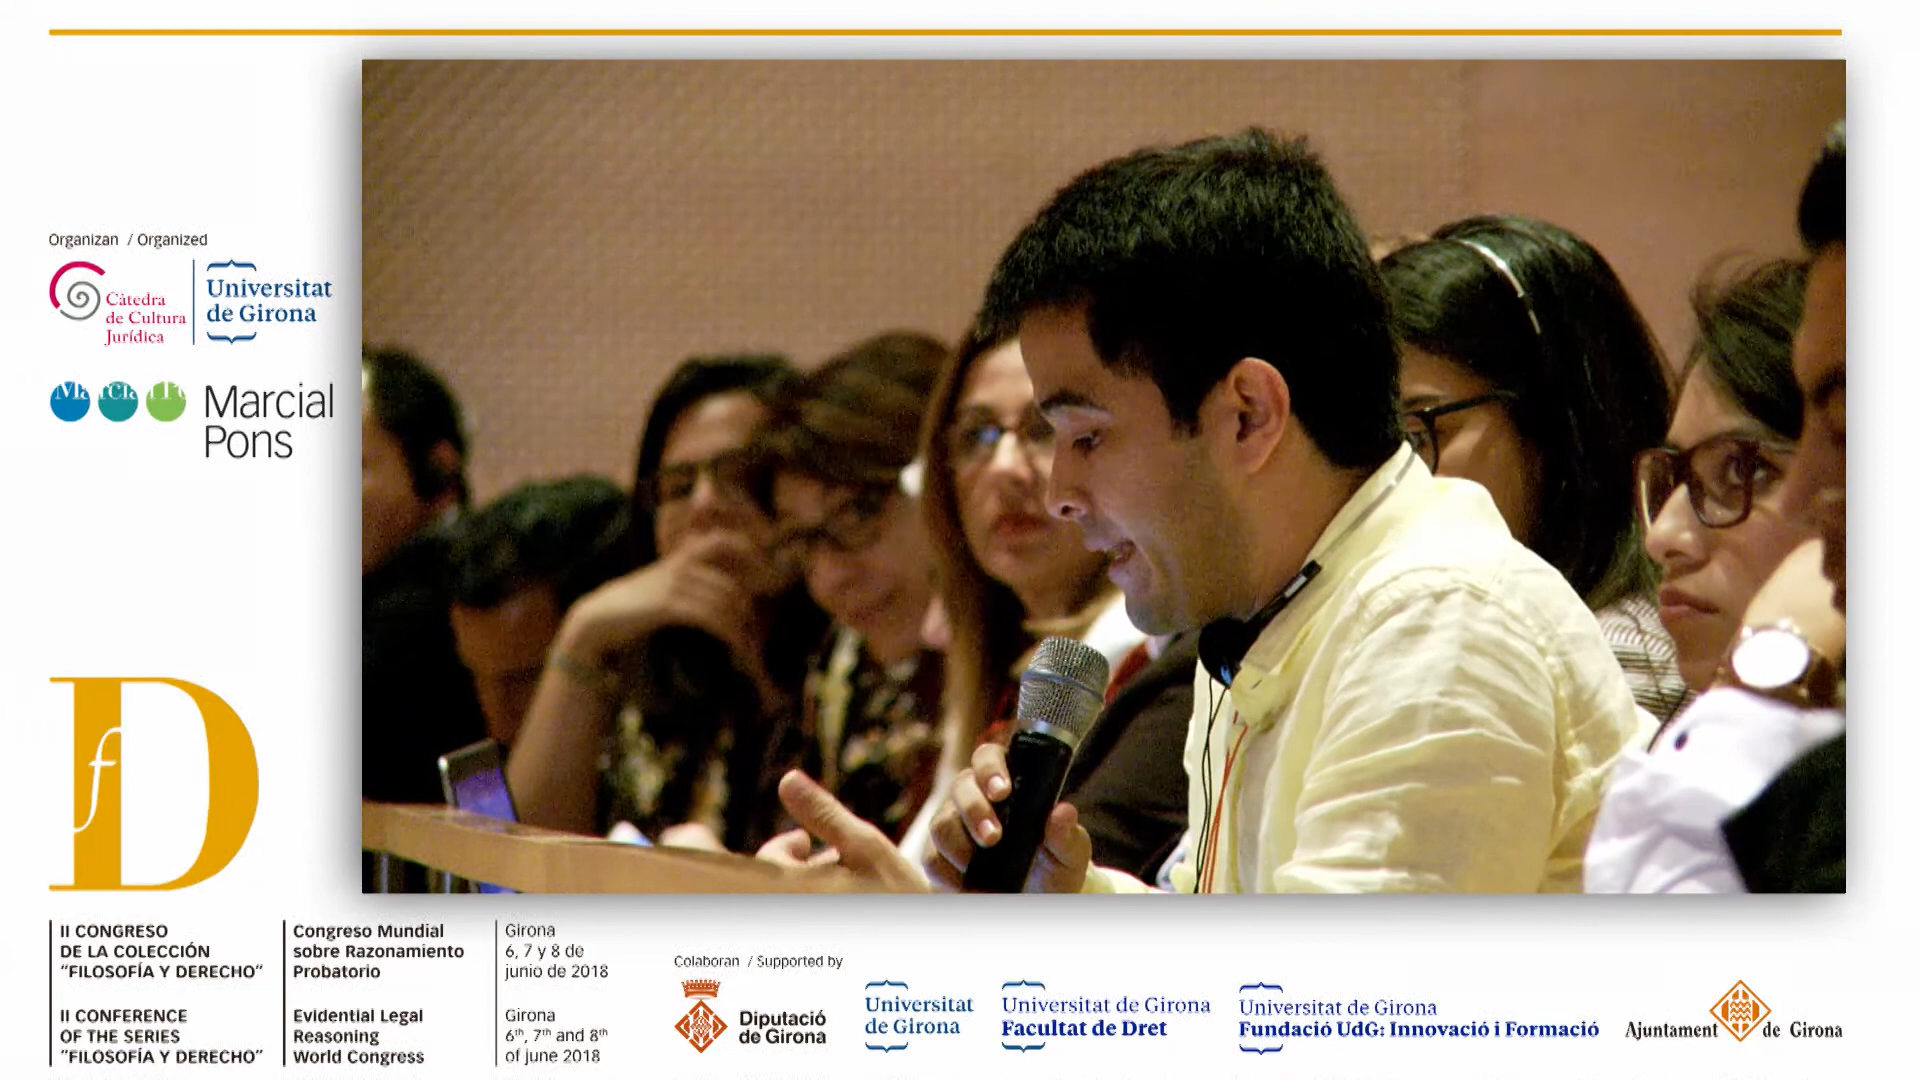 Organizan / Organized
Càtedra
de Cultura
Jurídica
Universitat
de Girona
Marcial
Pons
fD
II CONGRESO
DE LA COLECCIÓN
"FILOSOFÍA Y DERECHO"
II CONFERENCE
OF THE SERIES
"FILOSOFÍA Y DERECHO"
Congreso Mundial
sobre Razonamiento
Probatorio
Evidential Legal
Reasoning
World Congress
Girona
6, 7 y 8 de
junio de 2018
Girona
6th, 7th and 8th
of june 2018
Colaboran / Supported by
Diputació
de Girona
Universitat
de Girona
Universitat de Girona
Facultat de Dret
Universitat de Girona
Fundació UdG: Innovació i Formació
Ajuntament de Girona